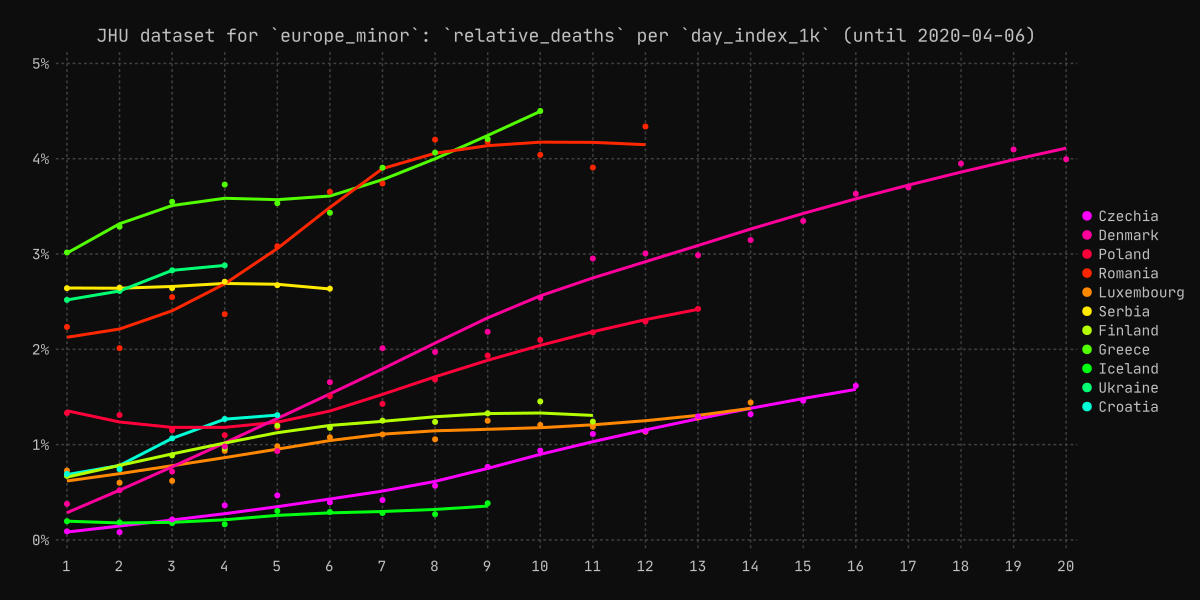 JHU dataset for `europe_minor`: `relative_deaths` per `day_index_1k` (until 2020-04-06)
5%
4%
3%
2%
1%
0%
1 2 3 4 5 6 7 8 9 10 11 12 13 14 15 16 17 18 19 20
Czechia
Denmark
Poland
Romania
Luxembourg
Serbia
Finland
Greece
Iceland
Ukraine
Croatia